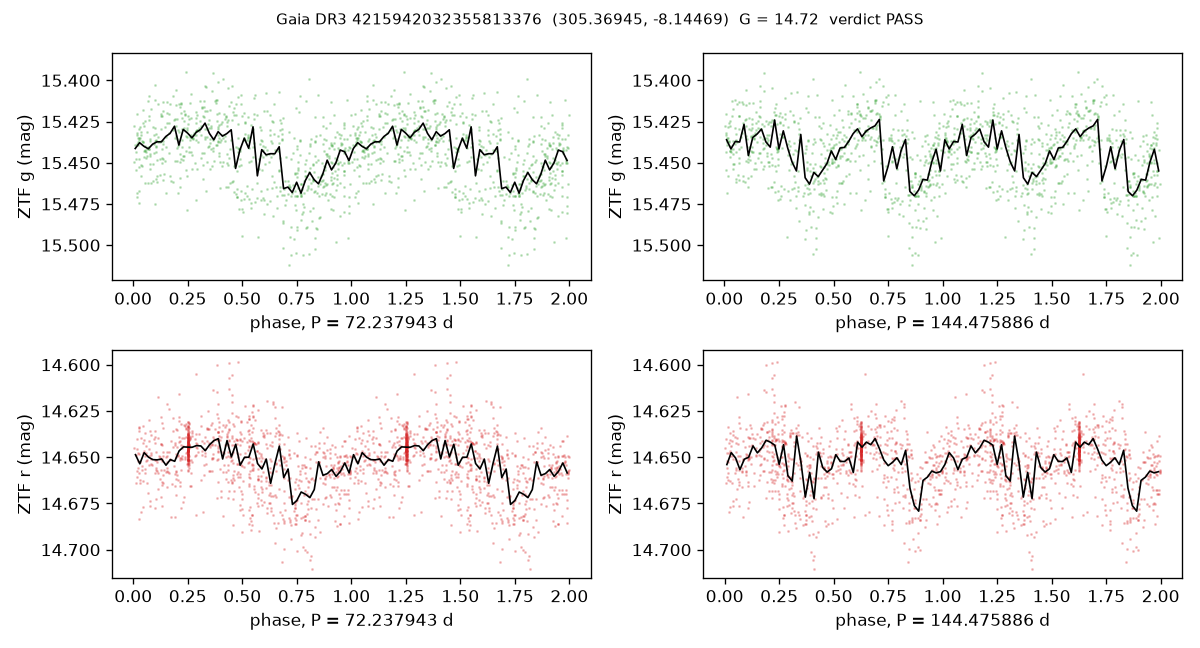 Gaia DR3 4215942032355813376  (305.36945, -8.14469)  G = 14.72  verdict PASS
ZTF g (mag)
15.400
15.425
15.450
15.475
15.500
0.00 0.25 0.50 0.75 1.00 1.25 1.50 1.75 2.00
phase, P = 72.237943 d
ZTF g (mag)
15.400
15.425
15.450
15.475
15.500
0.00 0.25 0.50 0.75 1.00 1.25 1.50 1.75 2.00
phase, P = 144.475886 d
ZTF r (mag)
14.600
14.625
14.650
14.675
14.700
0.00 0.25 0.50 0.75 1.00 1.25 1.50 1.75 2.00
phase, P = 72.237943 d
ZTF r (mag)
14.600
14.625
14.650
14.675
14.700
0.00 0.25 0.50 0.75 1.00 1.25 1.50 1.75 2.00
phase, P = 144.475886 d